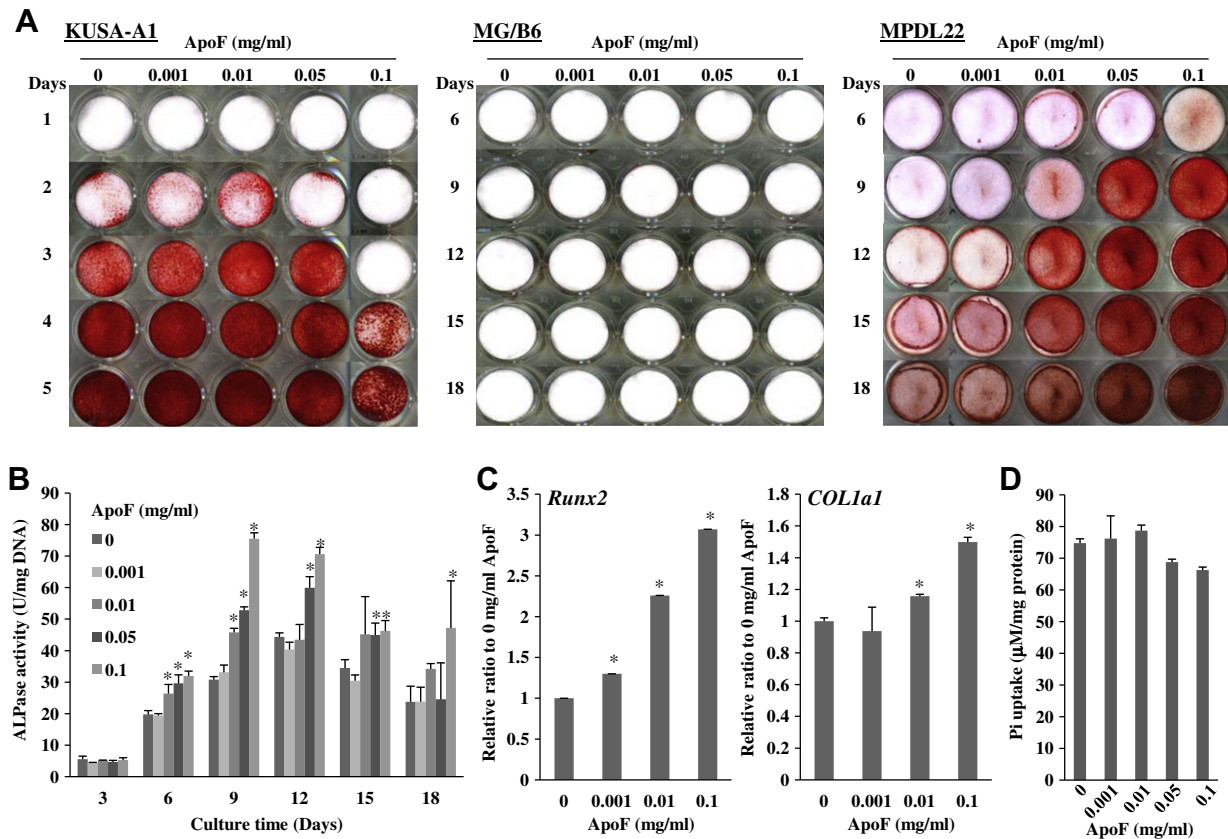 A
KUSA-A1
ApoF (mg/ml)
0 0.001 0.01 0.05 0.1
Days
1
2
3
4
5
MG/B6
ApoF (mg/ml)
0 0.001 0.01 0.05 0.1
6
9
12
15
18
MPDL22
ApoF (mg/ml)
0 0.001 0.01 0.05 0.1
Days
6
9
12
15
18
B
ALPase activity (U/mg DNA)
90
80
70
60
50
40
30
20
10
0
ApoF (mg/ml)
0
0.001
0.01
0.05
0.1
* * *
* * *
* *
**
*
3 6 9 12 15 18
Culture time (Days)
C
Runx2
Relative ratio to 0 mg/ml ApoF
3.5
3
2.5
2
1.5
1
0.5
0
* * *
0 0.001 0.01 0.1
ApoF (mg/ml)
COL1a1
Relative ratio to 0 mg/ml ApoF
1.8
1.6
1.4
1.2
1
0.8
0.6
0.4
0.2
0
* *
0 0.001 0.01 0.1
ApoF (mg/ml)
D
Pi uptake (μM/mg protein)
90
80
70
60
50
40
30
20
10
0
0 0.001 0.01 0.05 0.1
ApoF (mg/ml)